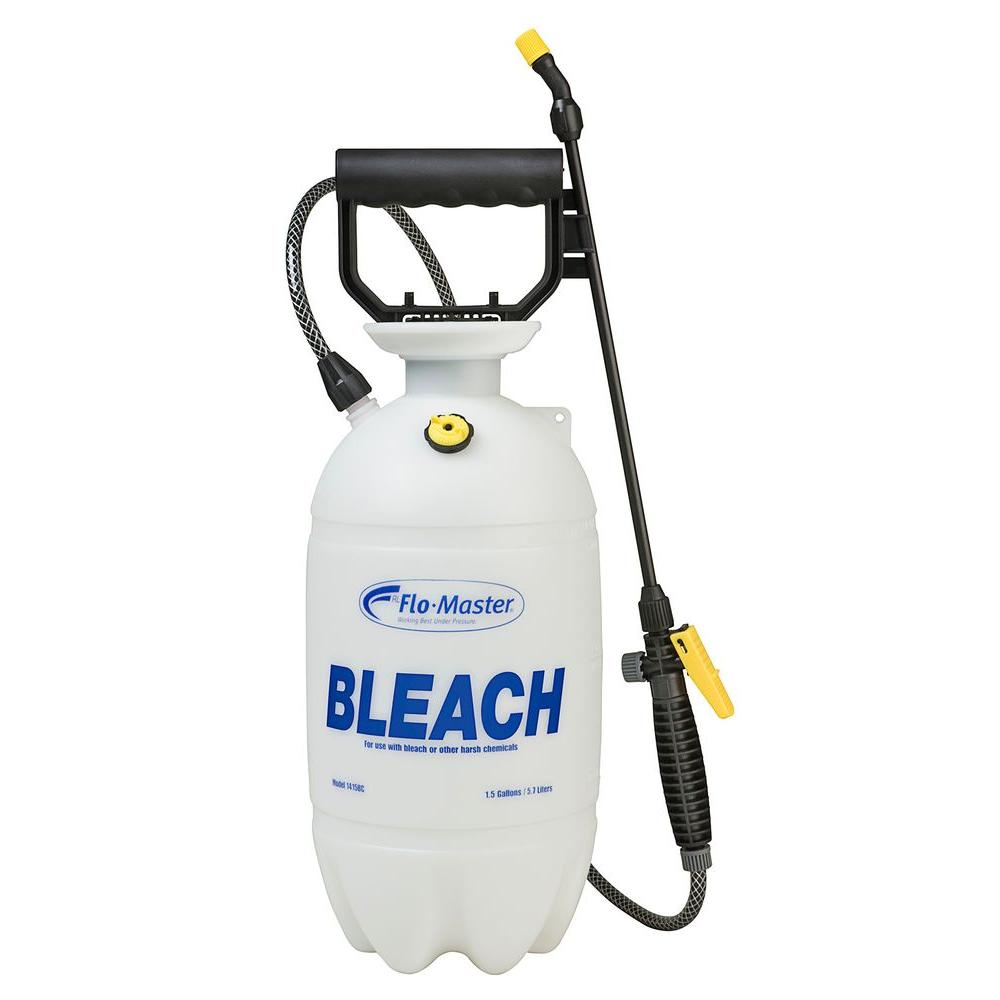 RL Flo·Master®
Working Best Under Pressure.
BLEACH
For use with bleach or other harsh chemicals
Model 1415BC
1.5 Gallons / 5.7 Liters